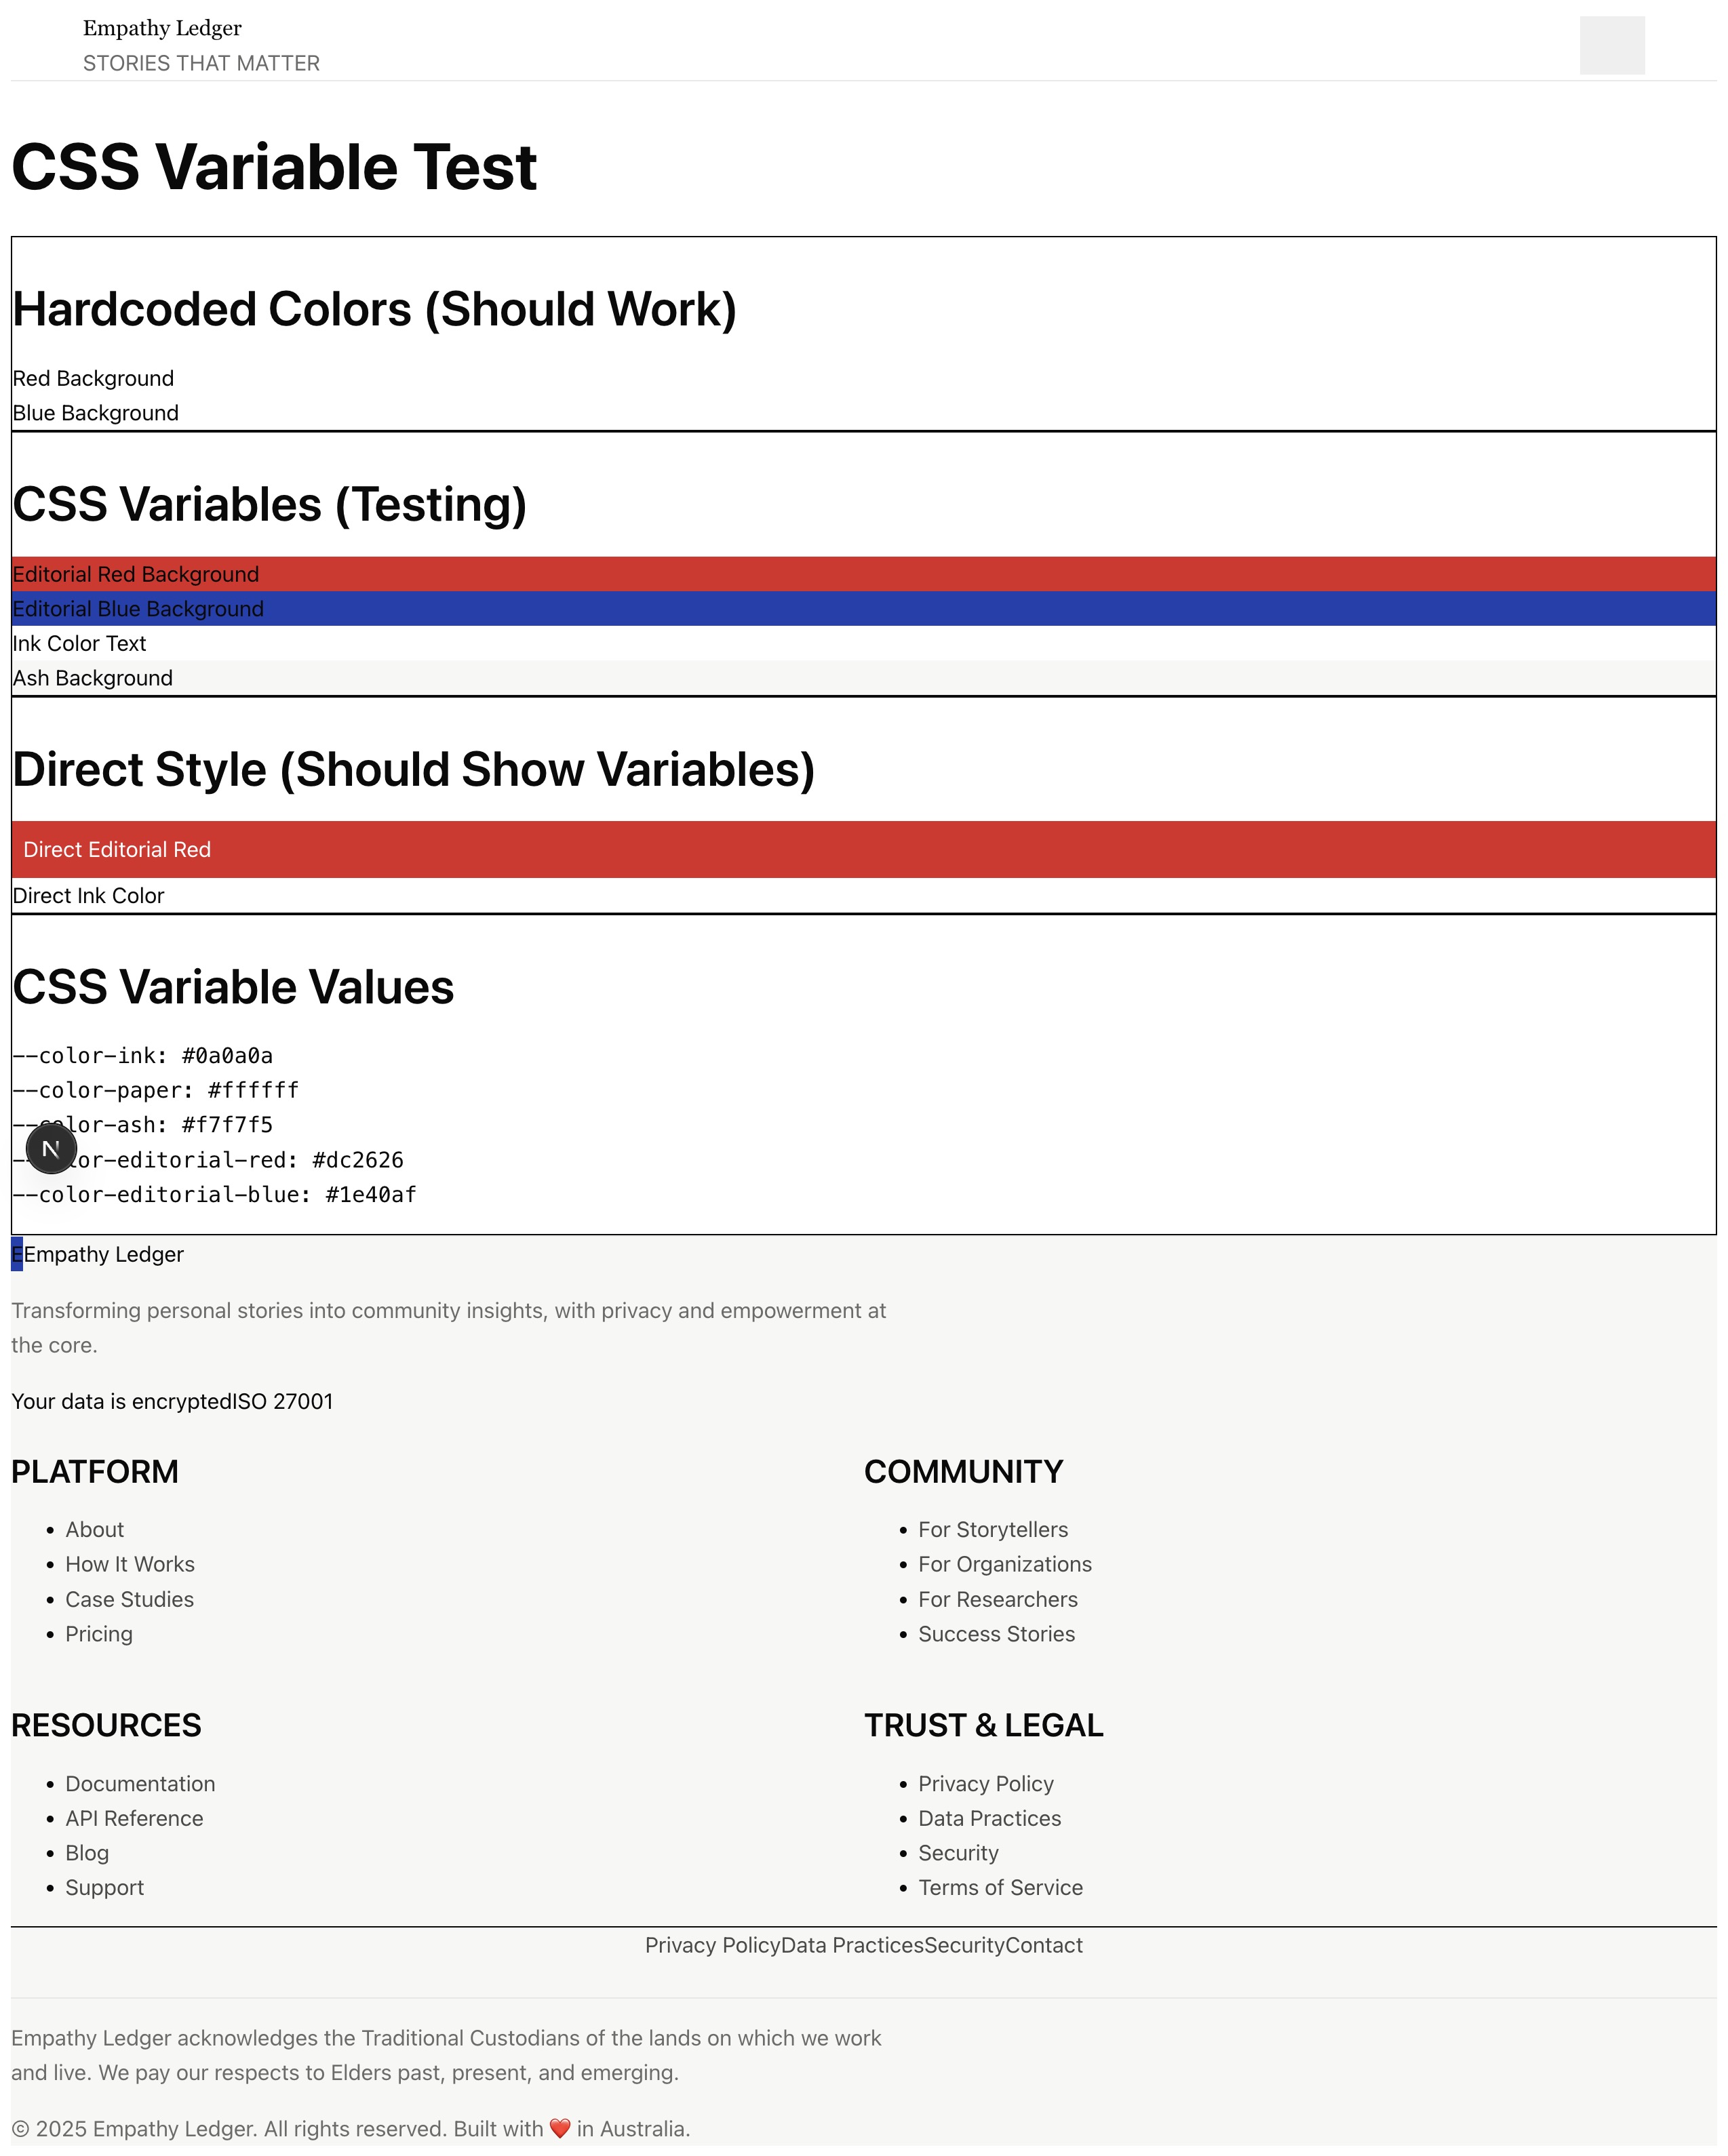 Empathy Ledger
STORIES THAT MATTER
CSS Variable Test
Hardcoded Colors (Should Work)
Red Background
Blue Background
CSS Variables (Testing)
Editorial Red Background
Editorial Blue Background
Ink Color Text
Ash Background
Direct Style (Should Show Variables)
Direct Editorial Red
Direct Ink Color
CSS Variable Values
--color-ink: #0a0a0a
--color-paper: #ffffff
--color-ash: #f7f7f5
N
--color-editorial-red: #dc2626
--color-editorial-blue: #1e40af
EEmpathy Ledger
Transforming personal stories into community insights, with privacy and empowerment at
the core.
Your data is encryptedISO 27001
PLATFORM
About
How It Works
Case Studies
Pricing
COMMUNITY
For Storytellers
For Organizations
For Researchers
Success Stories
RESOURCES
Documentation
API Reference
Blog
Support
TRUST & LEGAL
Privacy Policy
Data Practices
Security
Terms of Service
Privacy PolicyData PracticesSecurityContact
Empathy Ledger acknowledges the Traditional Custodians of the lands on which we work
and live. We pay our respects to Elders past, present, and emerging.
© 2025 Empathy Ledger. All rights reserved. Built with ❤️ in Australia.